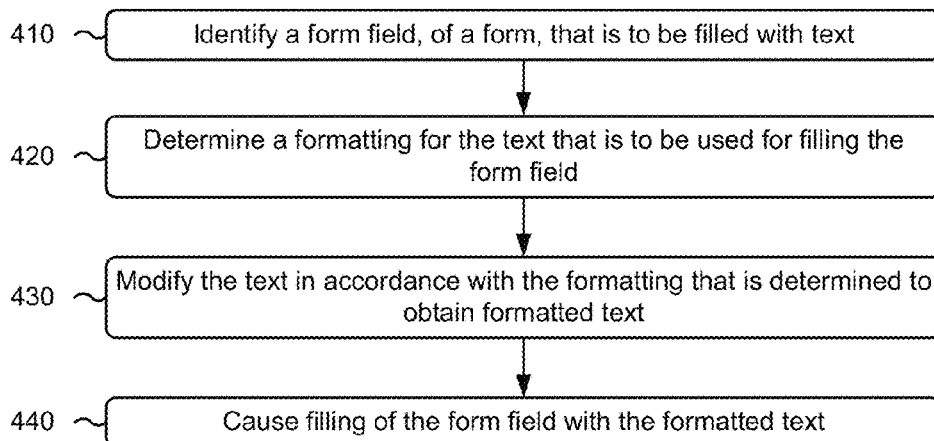 410 Identify a form field, of a form, that is to be filled with text
420 Determine a formatting for the text that is to be used for filling the
form field
430 Modify the text in accordance with the formatting that is determined to
obtain formatted text
440 Cause filling of the form field with the formatted text